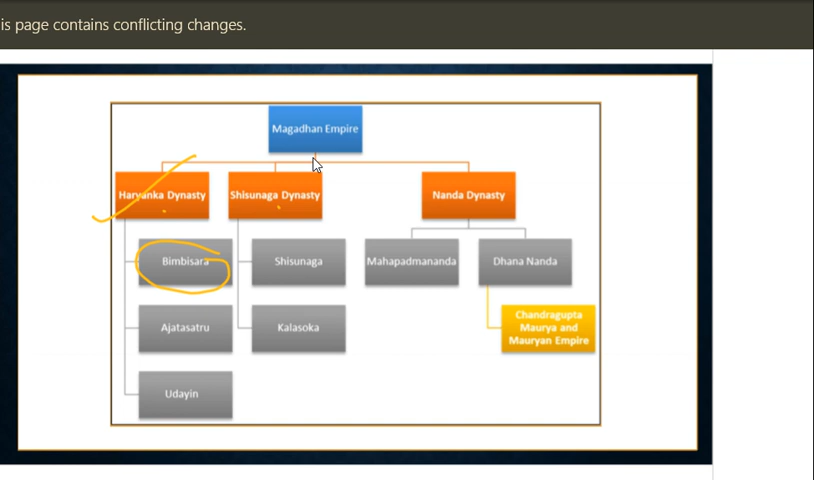 is page contains conflicting changes.
Magadhan Empire
Haryanka Dynasty
Shisunaga Dynasty
Nanda Dynasty
Bimbisara
Shisunaga
Mahapadmananda
Dhana Nanda
Ajatasatru
Kalasoka
Chandragupta
Maurya and
Mauryan Empire
Udayin